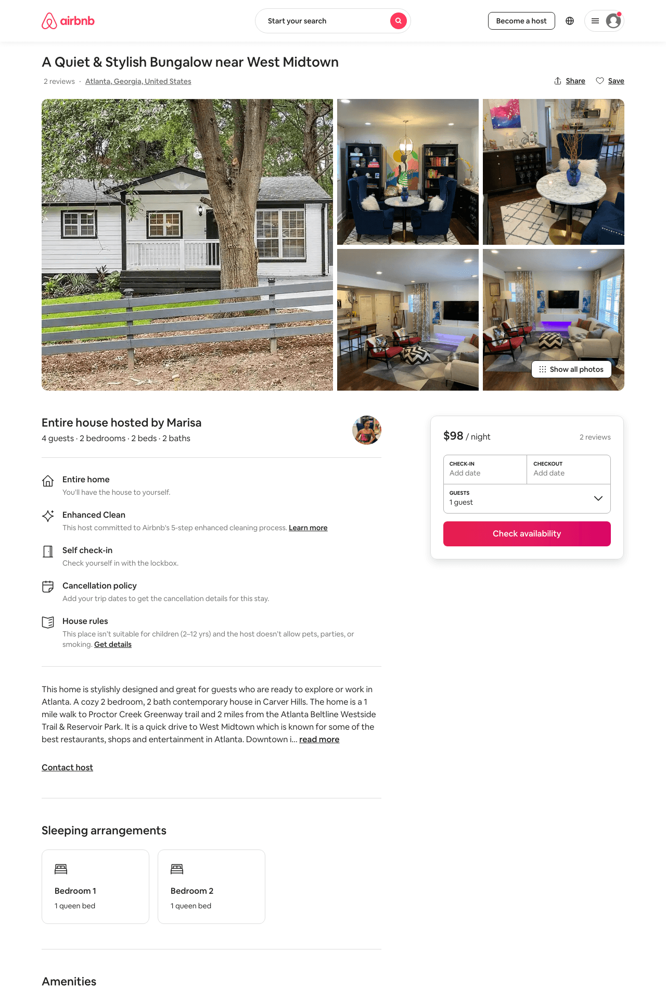 airbnb
Start your search
Become a host
A Quiet & Stylish Bungalow near West Midtown
2 reviews · Atlanta, Georgia, United States
Share
Save
Show all photos
Entire house hosted by Marisa
4 guests · 2 bedrooms · 2 beds · 2 baths
Entire home
You’ll have the house to yourself.
Enhanced Clean
This host committed to Airbnb's 5-step enhanced cleaning process. Learn more
Self check-in
Check yourself in with the lockbox.
Cancellation policy
Add your trip dates to get the cancellation details for this stay.
House rules
This place isn’t suitable for children (2–12 yrs) and the host doesn’t allow pets, parties, or
smoking. Get details
This home is stylishly designed and great for guests who are ready to explore or work in
Atlanta. A cozy 2 bedroom, 2 bath contemporary house in Carver Hills. The home is a 1
mile walk to Proctor Creek Greenway trail and 2 miles from the Atlanta Beltline Westside
Trail & Reservoir Park. It is a quick drive to West Midtown which is known for some of the
best restaurants, shops and entertainment in Atlanta. Downtown i... read more
Contact host
$98 / night
2 reviews
CHECK-IN
Add date
CHECKOUT
Add date
GUESTS
1 guest
Check availability
Sleeping arrangements
Bedroom 1
1 queen bed
Bedroom 2
1 queen bed
Amenities